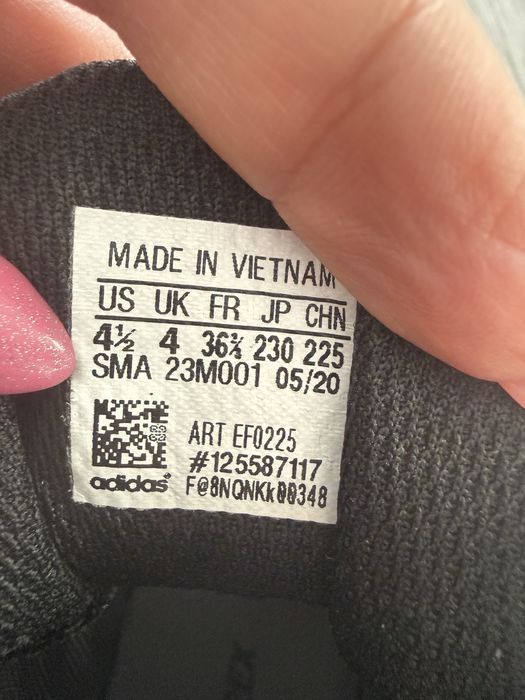 MADE IN VIETNAM
US UK FR JP CHN
4½ 4 36⅔ 230 225
SMA 23M001 05/20
ART EF0225
#125587117
adidas F@8NQNKk00348